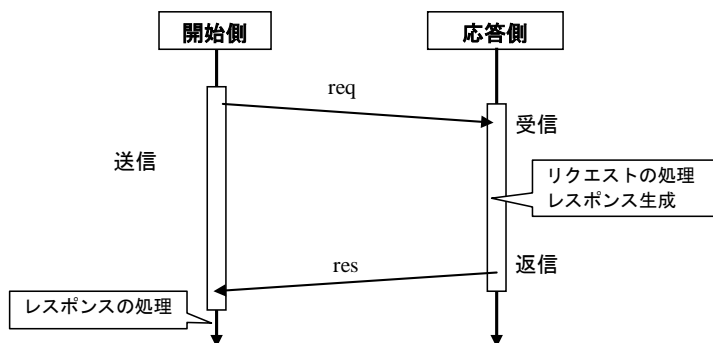 開始側
応答側
req
受信
送信
リクエストの処理
レスポンス生成
res
返信
レスポンスの処理